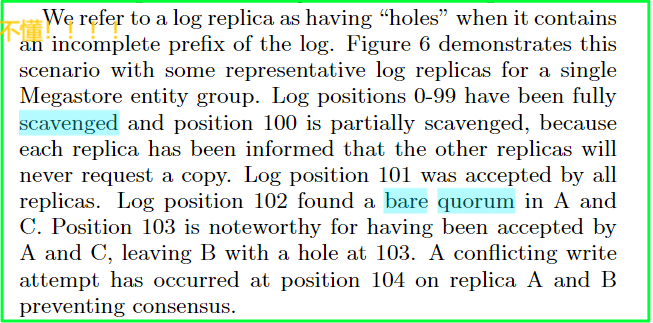 We refer to a log replica as having “holes” when it contains
不懂！！！！
an incomplete prefix of the log. Figure 6 demonstrates this
scenario with some representative log replicas for a single
Megastore entity group. Log positions 0-99 have been fully
scavenged and position 100 is partially scavenged, because
each replica has been informed that the other replicas will
never request a copy. Log position 101 was accepted by all
replicas. Log position 102 found a bare quorum in A and
C. Position 103 is noteworthy for having been accepted by
A and C, leaving B with a hole at 103. A conflicting write
attempt has occurred at position 104 on replica A and B
preventing consensus.